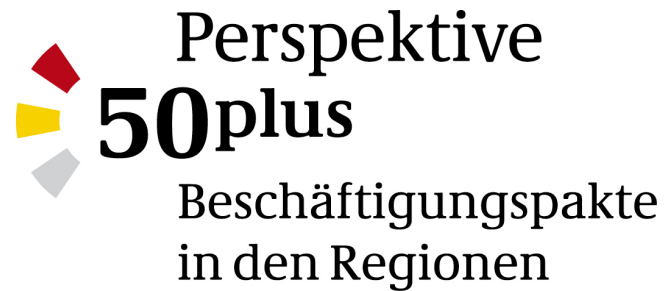 Perspektive
50plus
Beschäftigungspakte
in den Regionen